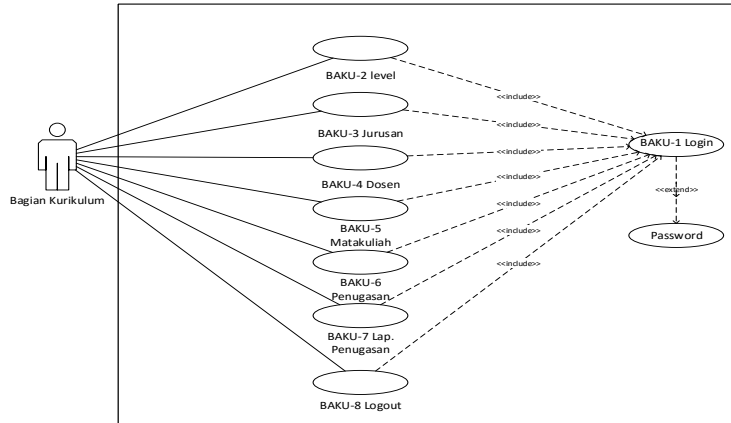 BAKU-2 level
<<include>>
BAKU-3 Jurusan
<<include>>
BAKU-1 Login
<<include>>
BAKU-4 Dosen
<<include>>
<<extend>>
Bagian Kurikulum
<<include>>
BAKU-5
Matakuliah
Password
<<include>>
<<include>>
BAKU-6
Penugasan
BAKU-7 Lap.
Penugasan
BAKU-8 Logout